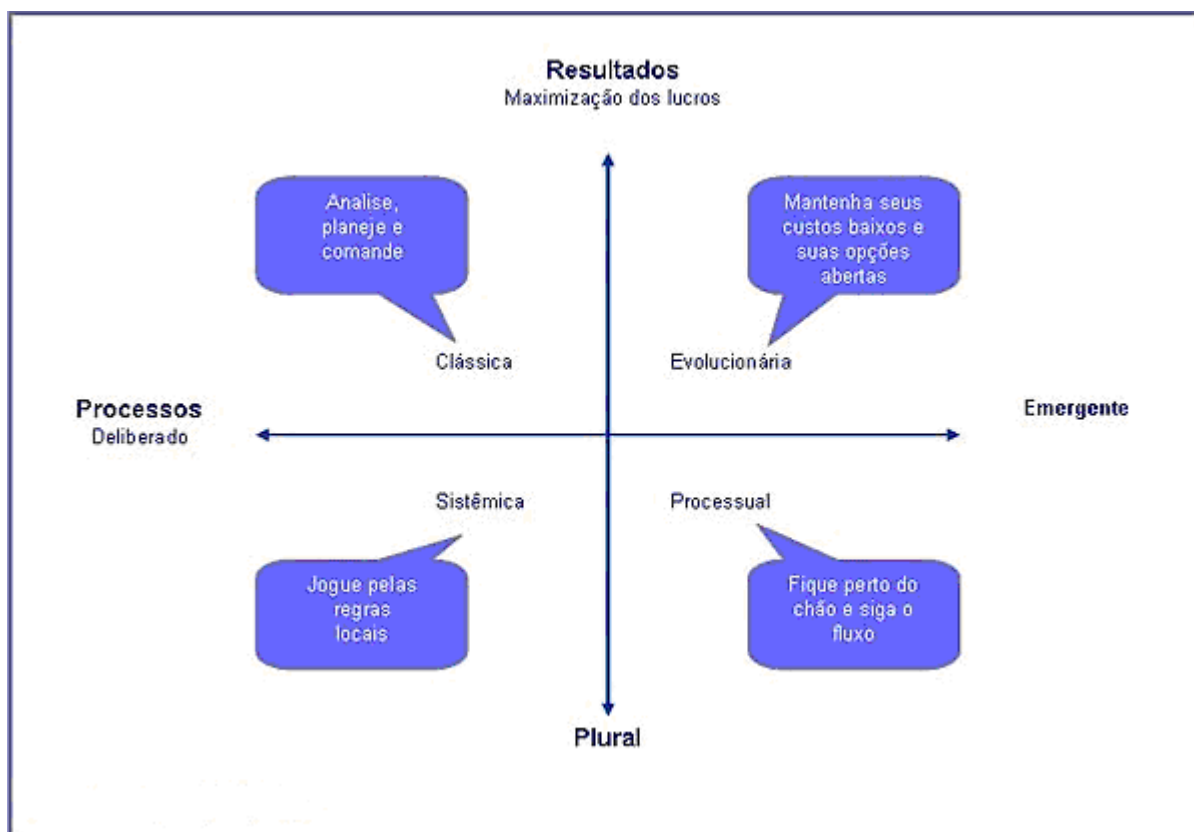 Resultados
Maximização dos lucros
Analise,
planeje e
comande
Mantenha seus
custos baixos e
suas opções
abertas
Clássica
Evolucionária
Processos
Deliberado
Emergente
Sistêmica
Processual
Jogue pelas
regras
locais
Fique perto do
chão e siga o
fluxo
Plural